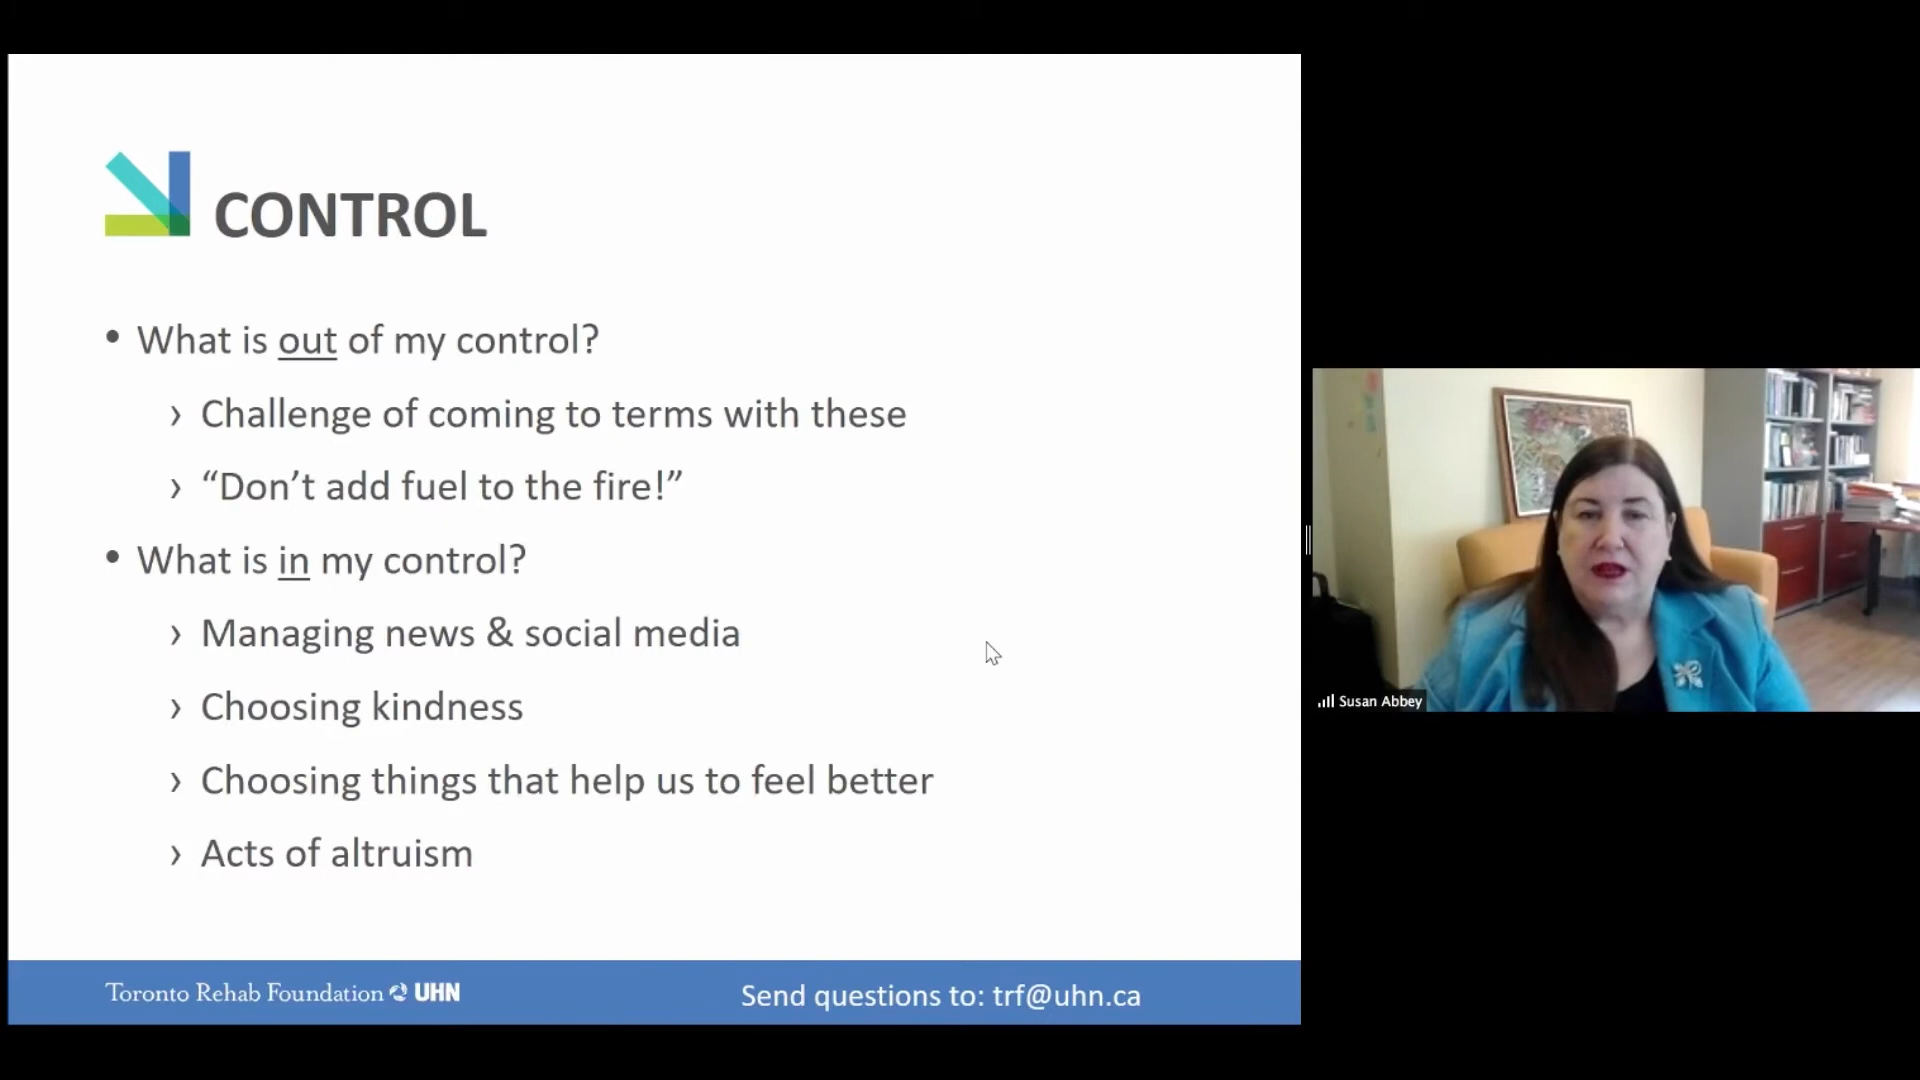 CONTROL
• What is out of my control?
› Challenge of coming to terms with these
› “Don’t add fuel to the fire!”
• What is in my control?
› Managing news & social media
› Choosing kindness
› Choosing things that help us to feel better
› Acts of altruism
Toronto Rehab Foundation UHN
Send questions to: trf@uhn.ca
Susan Abbey